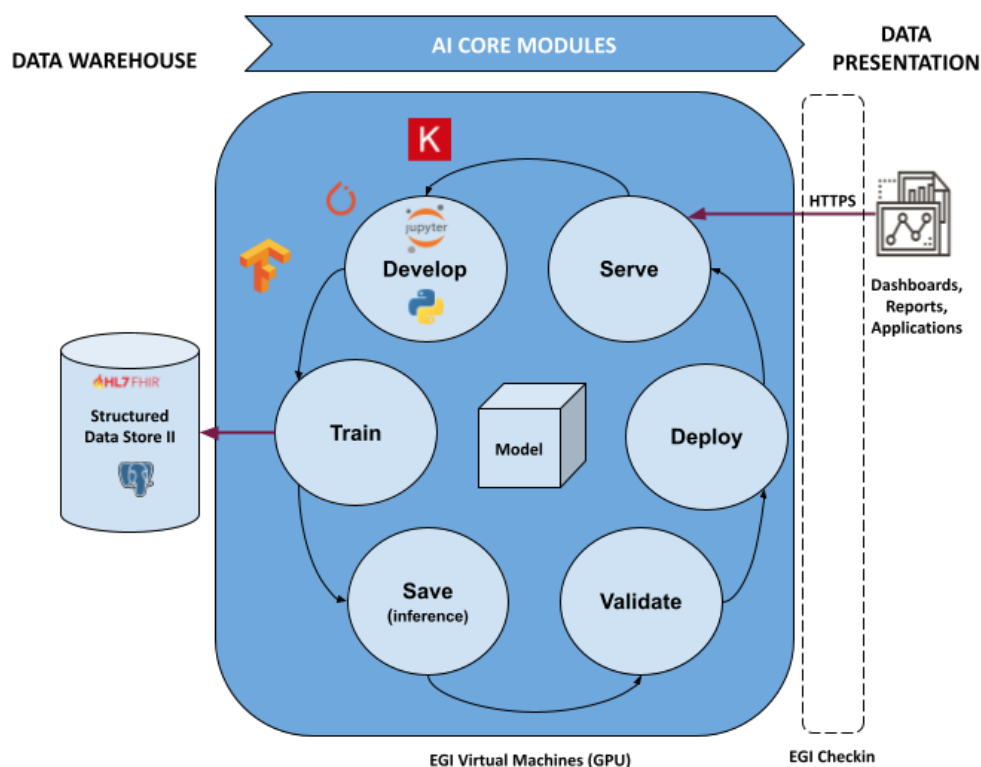 DATA WAREHOUSE
AI CORE MODULES
DATA
PRESENTATION
K
HTTPS
jupyter
Develop
Serve
Dashboards,
Reports,
Applications
HL7 FHIR
Structured
Data Store II
Train
Model
Deploy
Save
(inference)
Validate
EGI Virtual Machines (GPU)
EGI Checkin